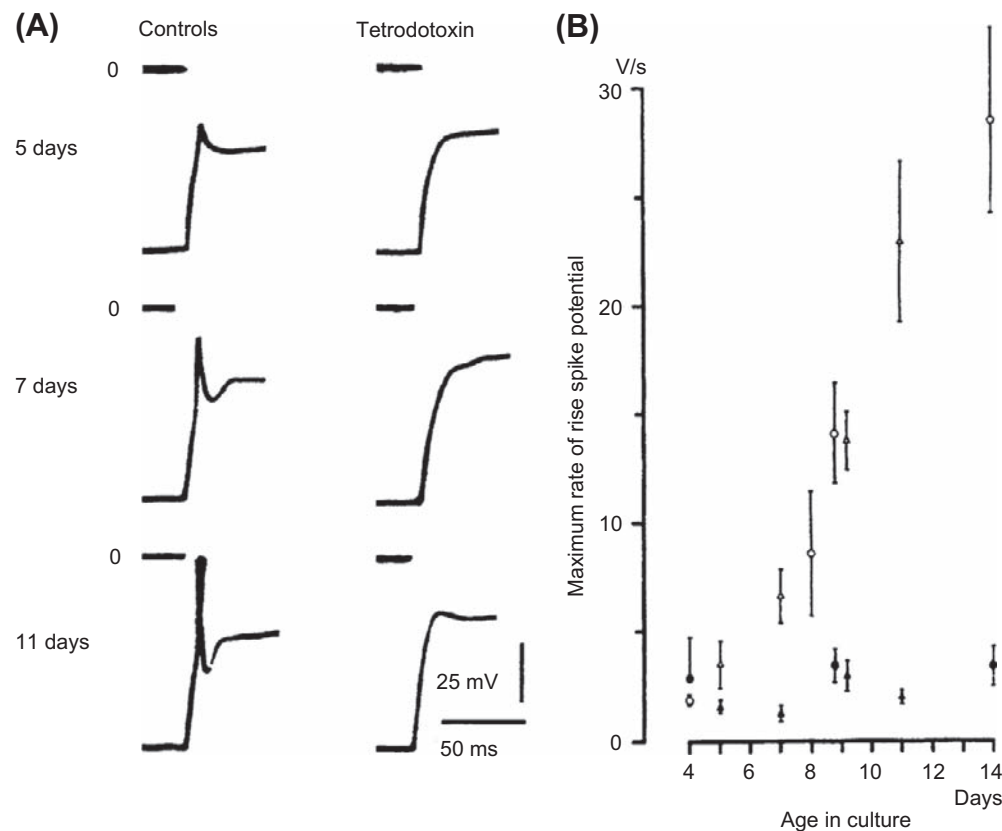 (A)
Controls
Tetrodotoxin
0
5 days
0
7 days
0
11 days
25 mV
50 ms
(B)
V/s
30
20
10
0
Maximum rate of rise spike potential
4 6 8 10 12 14
Days
Age in culture